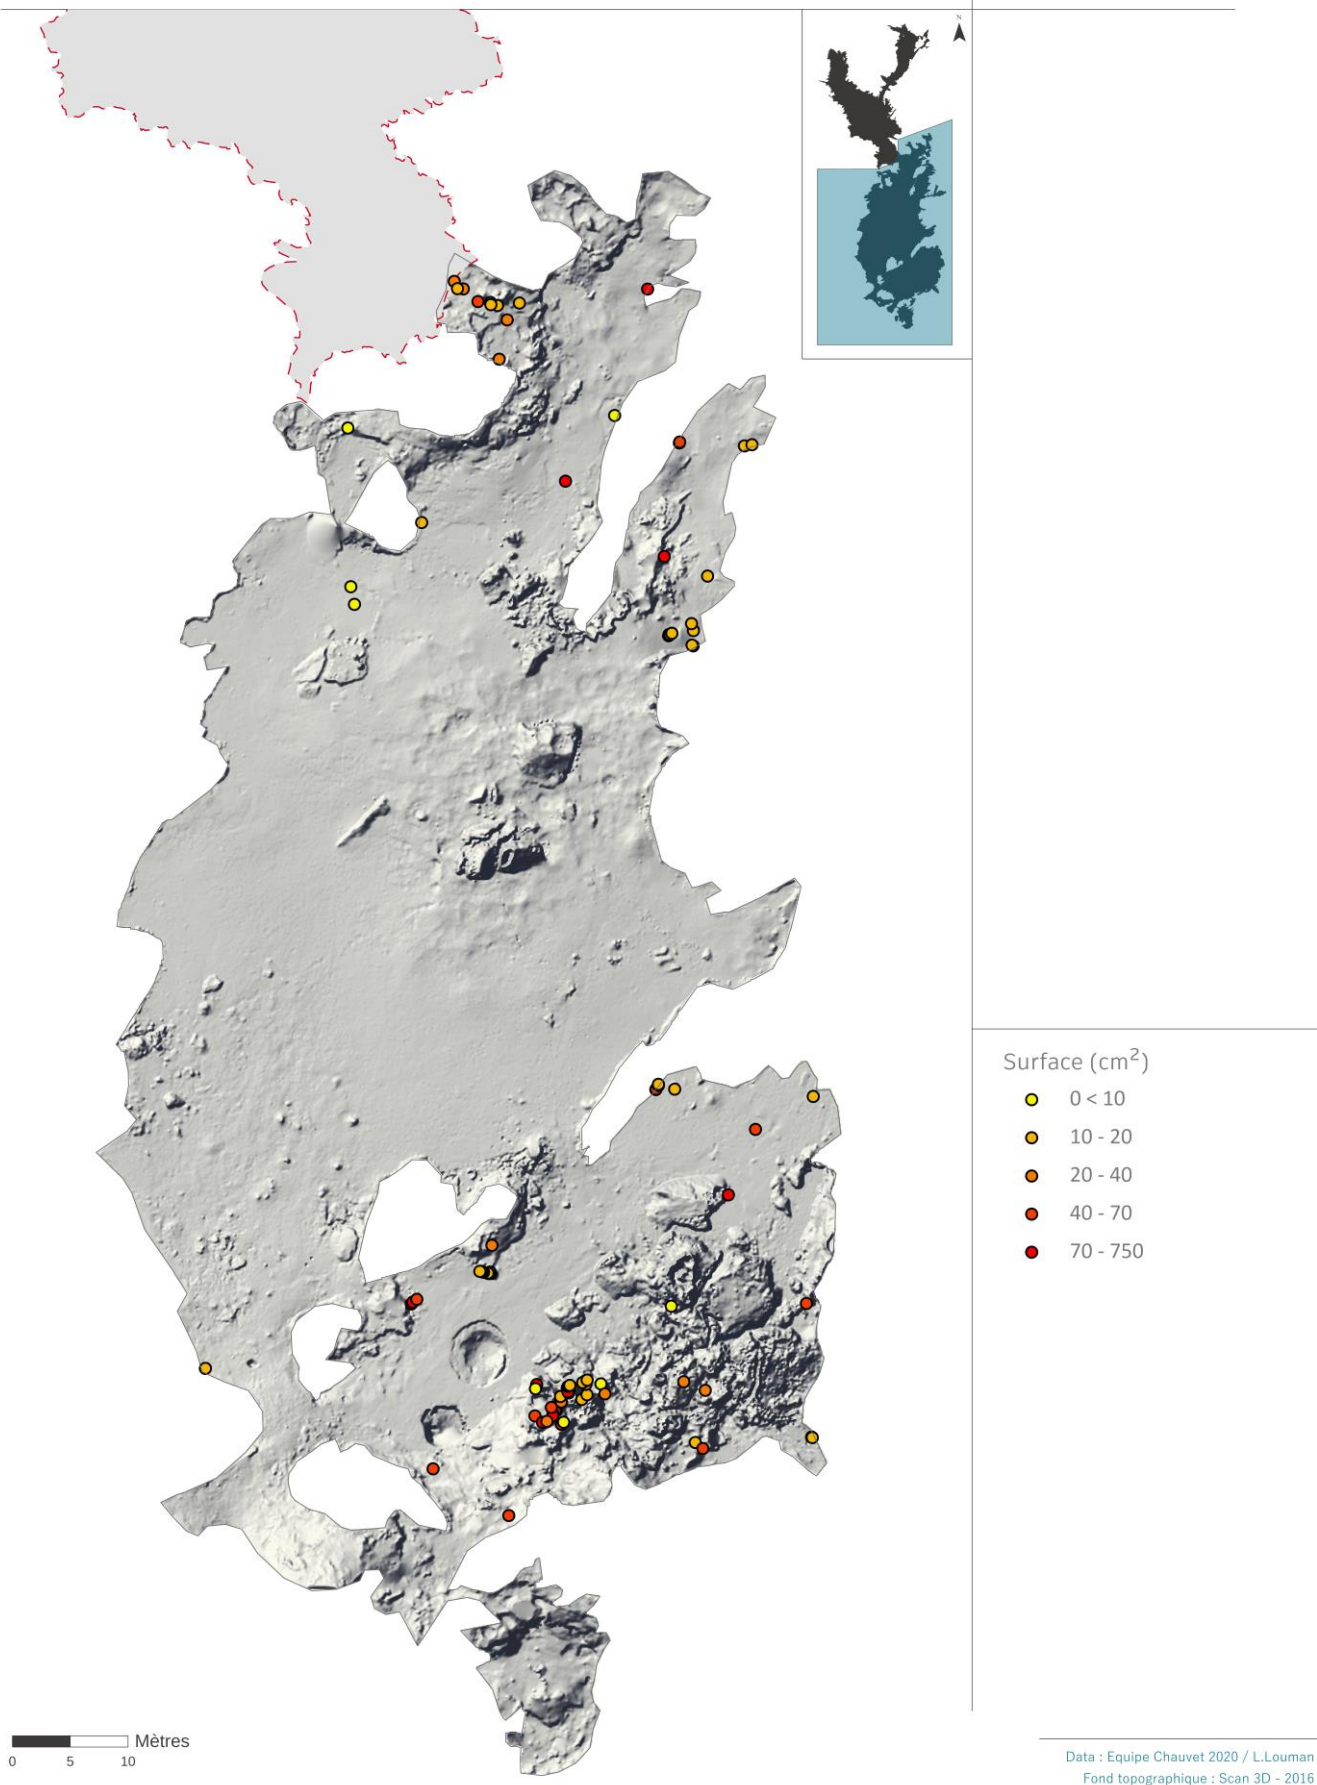 N
Surface (cm²)
0 < 10
10 - 20
20 - 40
40 - 70
70 - 750
Mètres
0 5 10
Data : Equipe Chauvet 2020 / L.Louman
Fond topographique : Scan 3D - 2016